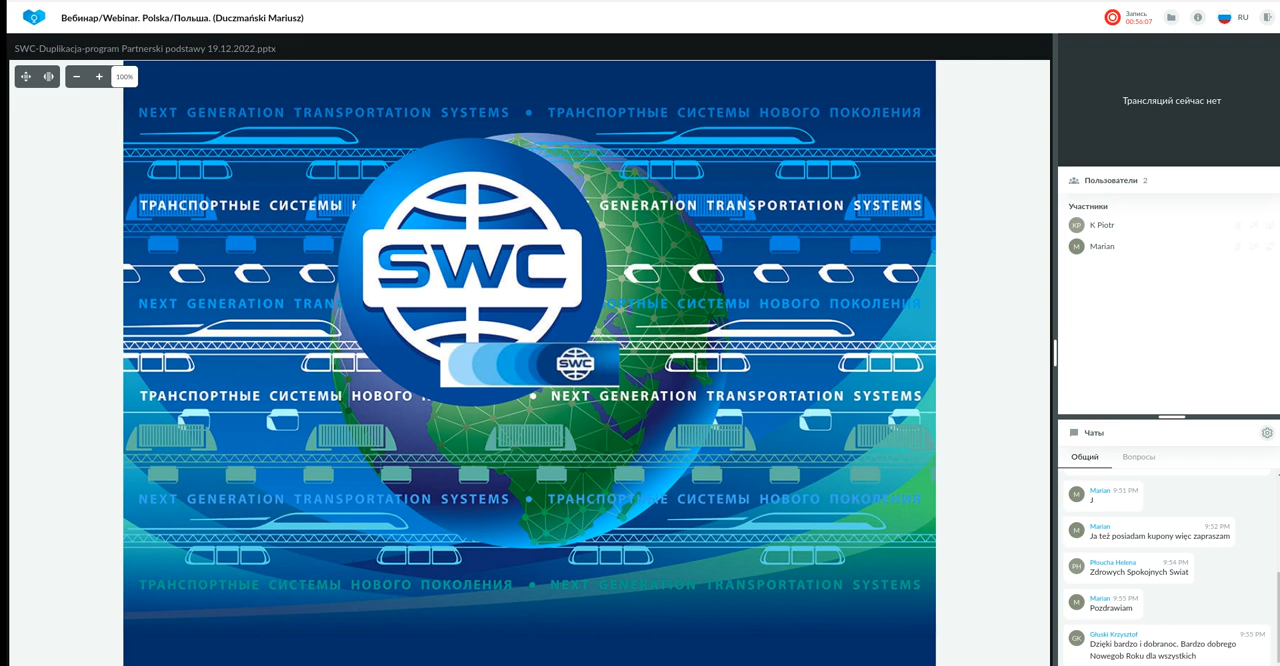 Вебинар/Webinar. Polska/Польша. (Duczmański Mariusz)
Запись
00:56:07
RU
SWC-Duplikacja-program Partnerski podstawy 19.12.2022.pptx
100%
NEXT GENERATION TRANSPORTATION SYSTEMS • ТРАНСПОРТНЫЕ СИСТЕМЫ НОВОГО ПОКОЛЕНИЯ
ТРАНСПОРТНЫЕ СИСТЕМЫ
GENERATION TRANSPORTATION SYSTEMS
SWC
NEXT GENERATION
СИСТЕМЫ НОВОГО ПОКОЛЕНИЯ
SWC
ТРАНСПОРТНЫЕ СИСТЕМЫ НОВОГО • NEXT GENERATION TRANSPORTATION SYSTEMS
NEXT GENERATION TRANSPORTATION SYSTEMS • ТРАНСПОРТНЫЕ СИСТЕМЫ НОВОГО ПОКОЛЕНИЯ
ТРАНСПОРТНЫЕ СИСТЕМЫ НОВОГО ПОКОЛЕНИЯ • NEXT GENERATION TRANSPORTATION SYSTEMS
Трансляций сейчас нет
Пользователи 2
Участники
KP K Piotr
M Marian
Чаты
Общий Вопросы
M Marian 9:51 PM
J
M Marian 9:52 PM
Ja też posiadam kupony więc zapraszam
PH Płoucha Helena 9:54 PM
Zdrowych Spokojnych Swiat
M Marian 9:55 PM
Pozdrawiam
GK Głuski Krzysztof 9:55 PM
Dzięki bardzo i dobranoc. Bardzo dobrego
Nowegob Roku dla wszystkich